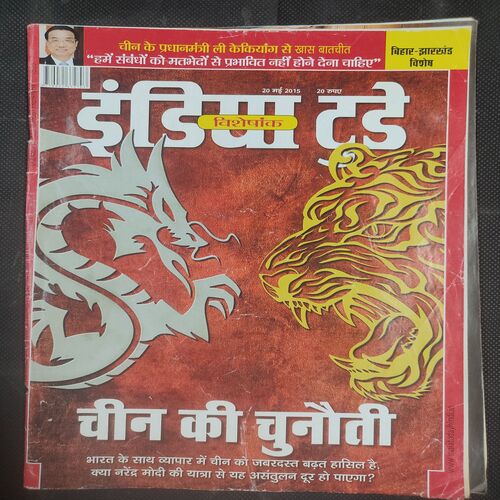 चीन के प्रधानमंत्री ली केकियांग से खास बातचीत
“हमें संबंधों को मतभेदों से प्रभावित नहीं होने देना चाहिए”
बिहार-झारखंड
विशेष
20 मई 2015 20 रुपए
इंडिया टुडे
विशेषांक
चीन की चुनौती
भारत के साथ व्यापार में चीन को जबरदस्त बढ़त हासिल है,
क्या नरेंद्र मोदी की यात्रा से यह असंतुलन दूर हो पाएगा?